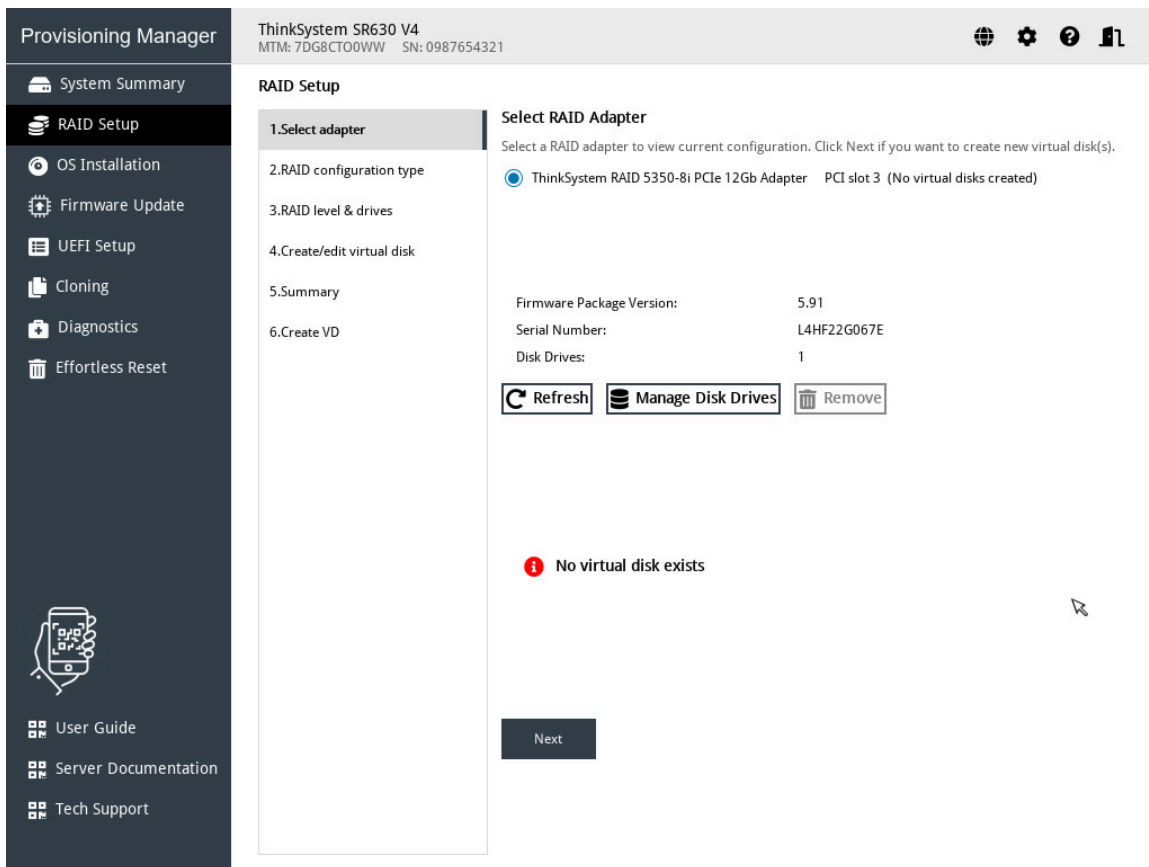 Provisioning Manager
ThinkSystem SR630 V4
MTM: 7DG8CTO0WW SN: 0987654321
System Summary
RAID Setup
OS Installation
Firmware Update
UEFI Setup
Cloning
Diagnostics
Effortless Reset
User Guide
Server Documentation
Tech Support
RAID Setup
1.Select adapter
2.RAID configuration type
3.RAID level & drives
4.Create/edit virtual disk
5.Summary
6.Create VD
Select RAID Adapter
Select a RAID adapter to view current configuration. Click Next if you want to create new virtual disk(s).
ThinkSystem RAID 5350-8i PCIe 12Gb Adapter PCI slot 3 (No virtual disks created)
Firmware Package Version: 5.91
Serial Number: L4HF22G067E
Disk Drives: 1
Refresh Manage Disk Drives Remove
No virtual disk exists
Next